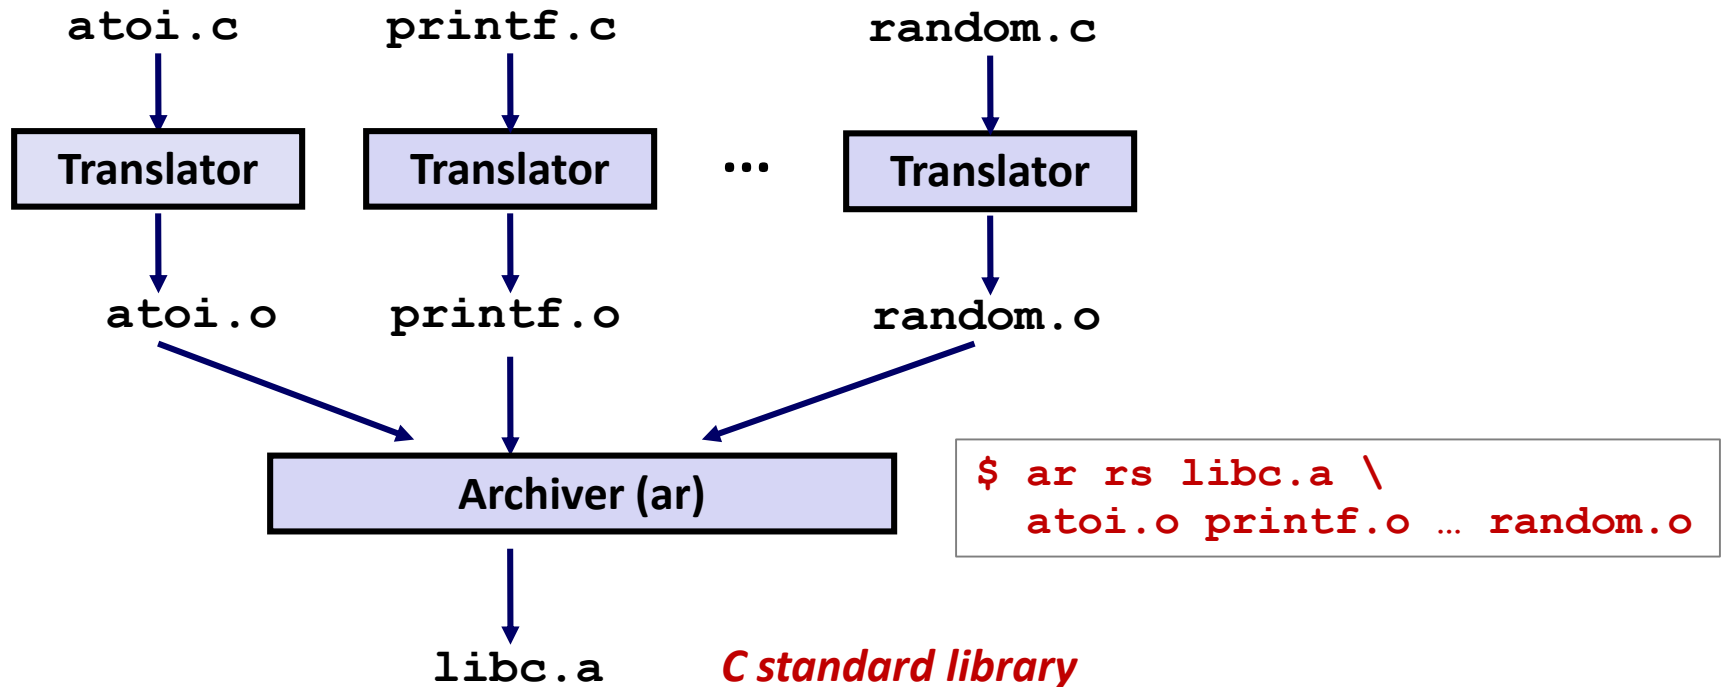 atoi.c printf.c random.c
Translator Translator ... Translator
atoi.o printf.o random.o
Archiver (ar)
$ ar rs libc.a \
atoi.o printf.o … random.o
libc.a C standard library